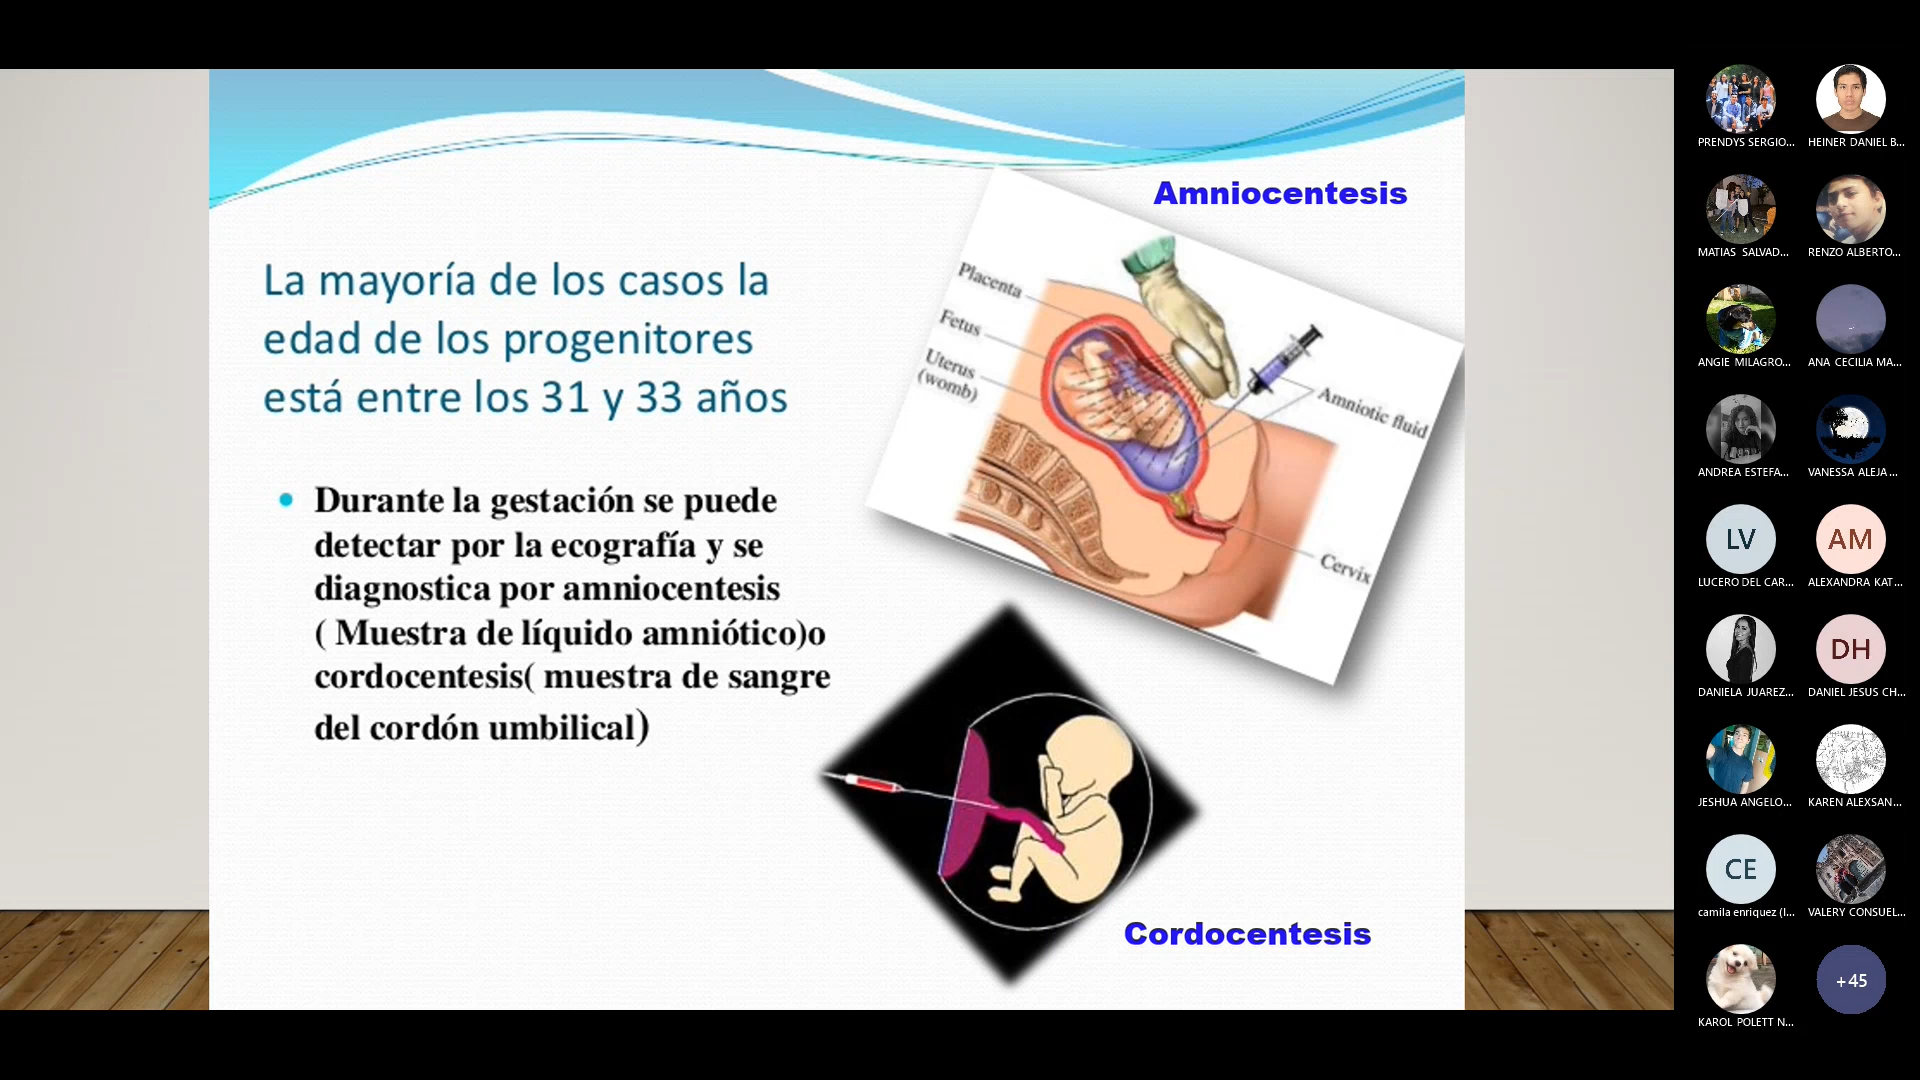 Amniocentesis
La mayoría de los casos la
edad de los progenitores
está entre los 31 y 33 años
Durante la gestación se puede
detectar por la ecografía y se
diagnostica por amniocentesis
( Muestra de líquido amniótico)o
cordocentesis( muestra de sangre
del cordón umbilical)
Placenta
Fetus
Uterus
(womb)
Amniotic fluid
Cervix
Cordocentesis
PRENDYS SERGIO...
HEINER DANIEL B...
MATIAS SALVAD...
RENZO ALBERTO...
ANGIE MILAGRO...
ANA CECILIA MA...
ANDREA ESTEFA...
VANESSA ALEJA...
LV
AM
LUCERO DEL CAR...
ALEXANDRA KAT...
DH
DANIELA JUAREZ...
DANIEL JESUS CH...
JESHUA ANGELO...
KAREN ALEXSAN...
CE
camila enriquez (I...
VALERY CONSUEL...
+45
KAROL POLETT N...